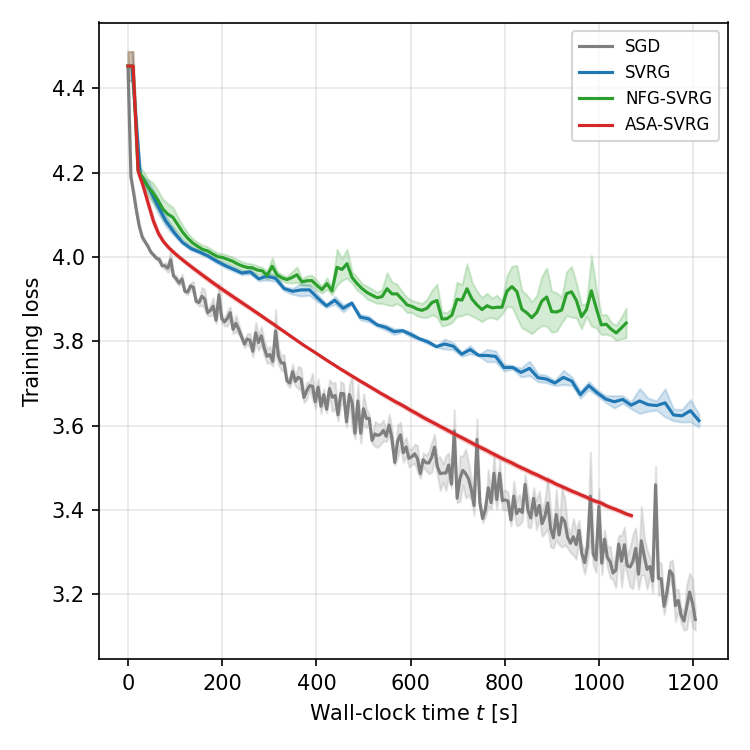 SGD
SVRG
NFG-SVRG
ASA-SVRG
4.4
4.2
4.0
3.8
3.6
3.4
3.2
Training loss
0 200 400 600 800 1000 1200
Wall-clock time t [s]